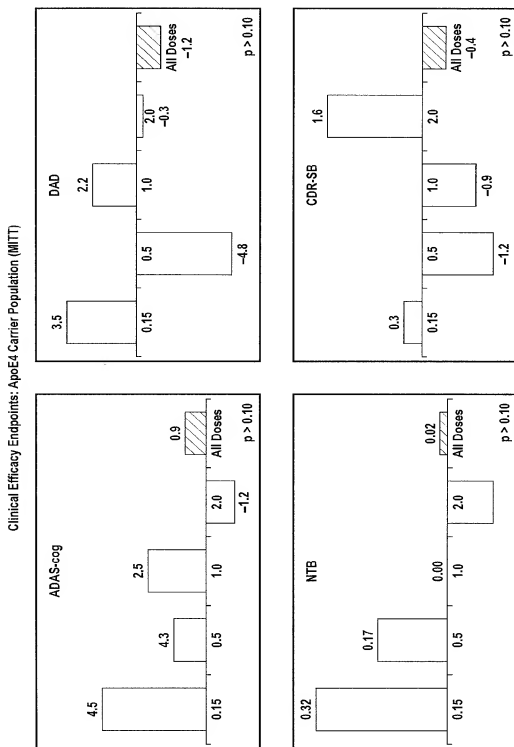 Clinical Efficacy Endpoints: ApoE4 Carrier Population (MITT)
ADAS-cog
4.5
4.3
2.5
0.9
0.15 0.5 1.0 2.0 All Doses
−1.2
p > 0.10
DAD
3.5
2.2
0.15 0.5 1.0 2.0 All Doses
−0.3
−1.2
−4.8
p > 0.10
NTB
0.32
0.17
0.00
0.02
0.15 0.5 1.0 2.0 All Doses
p > 0.10
CDR-SB
1.6
0.3
0.15 0.5 1.0 2.0 All Doses
−0.4
−0.9
−1.2
p > 0.10